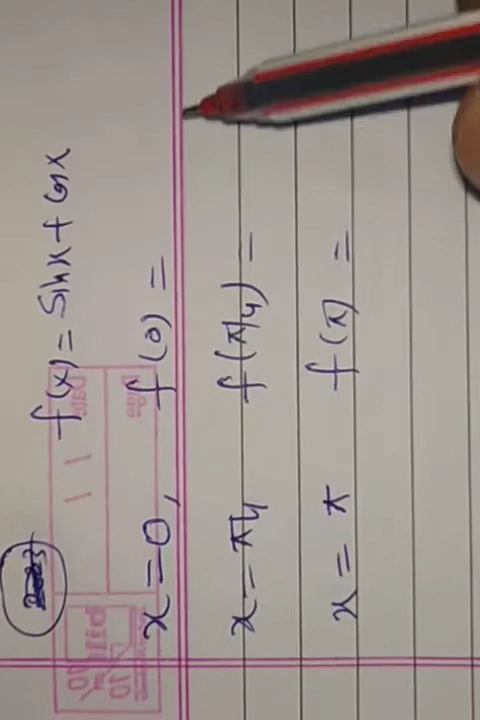 f(x) = sinx + cosx
x = 0, f(0) =
x = π/4 f(π/4) =
x = π f(π) =